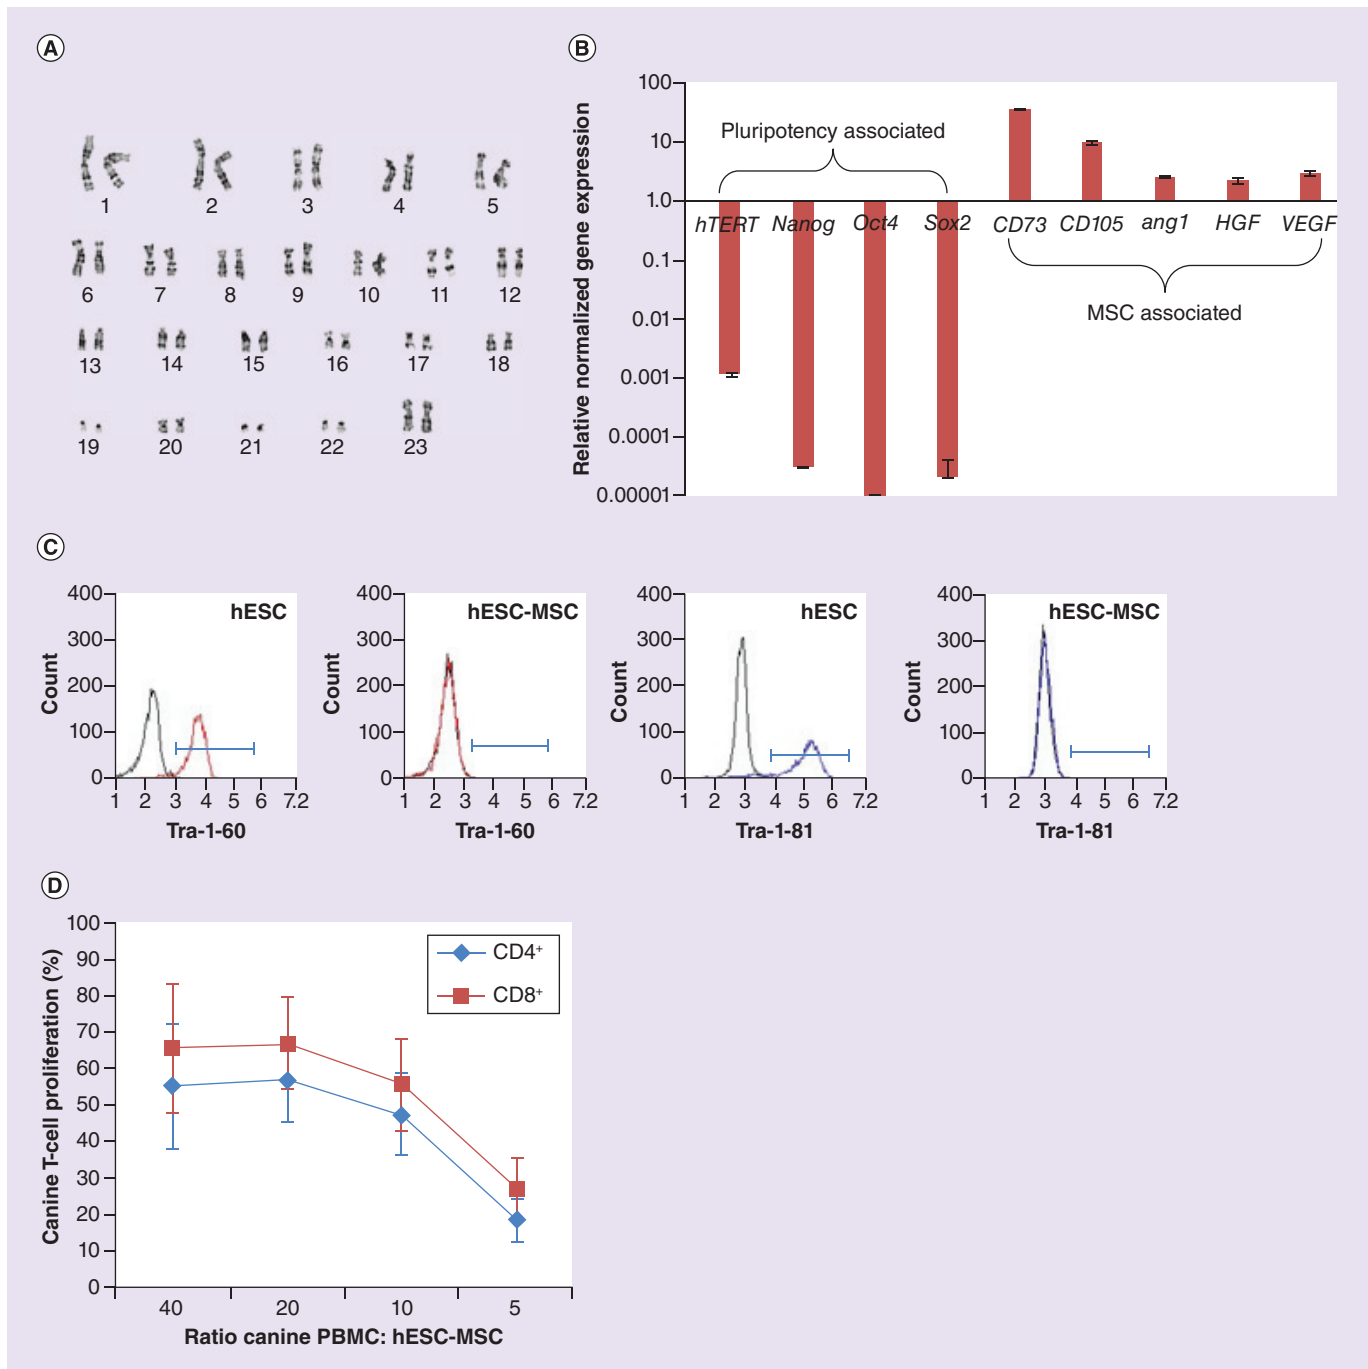 A
1 2 3 4 5
6 7 8 9 10 11 12
13 14 15 16 17 18
19 20 21 22 23
B
Relative normalized gene expression
100
10
1.0
0.1
0.01
0.001
0.0001
0.00001
Pluripotency associated
hTERT Nanog Oct4 Sox2 CD73 CD105 ang1 HGF VEGF
MSC associated
C
Count
400
300
200
100
0
hESC
1 2 3 4 5 6 7.2
Tra-1-60
Count
400
300
200
100
0
hESC-MSC
1 2 3 4 5 6 7.2
Tra-1-60
Count
400
300
200
100
0
hESC
1 2 3 4 5 6 7.2
Tra-1-81
Count
400
300
200
100
0
hESC-MSC
1 2 3 4 5 6 7.2
Tra-1-81
D
Canine T-cell proliferation (%)
100
90
80
70
60
50
40
30
20
10
0
CD4+
CD8+
40 20 10 5
Ratio canine PBMC: hESC-MSC